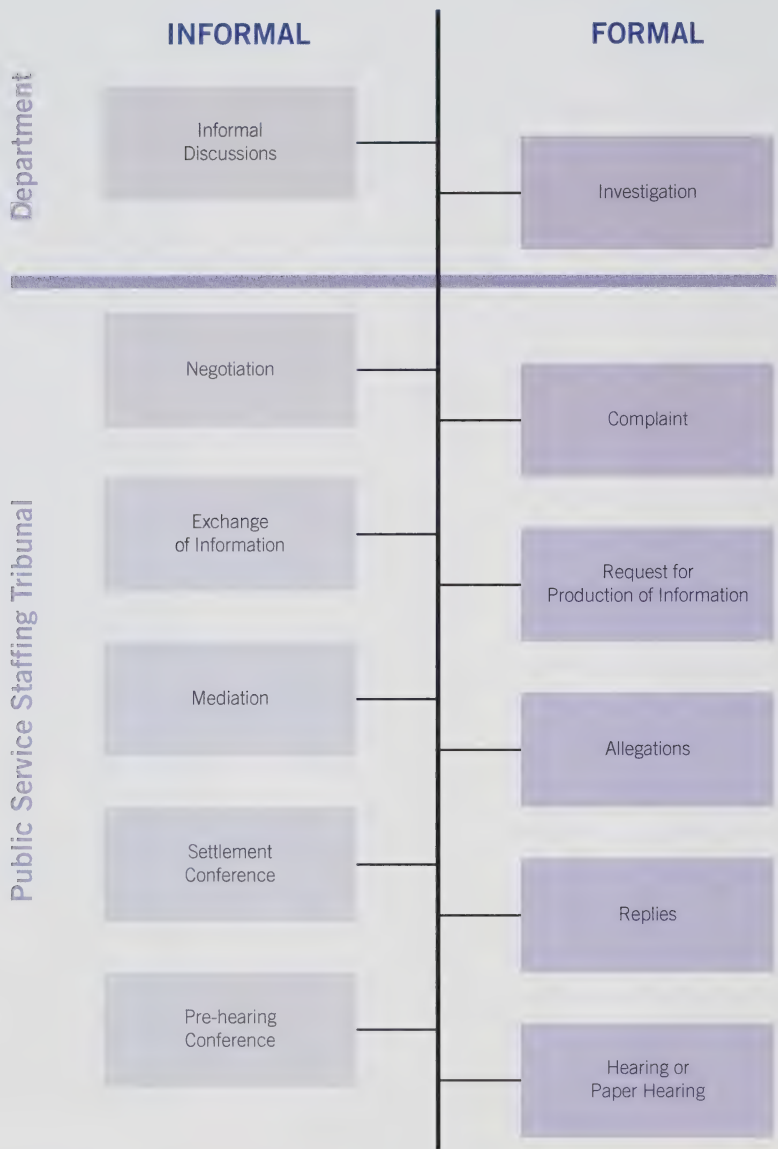 INFORMAL
FORMAL
Department
Informal
Discussions
Investigation
Public Service Staffing Tribunal
Negotiation
Complaint
Exchange
of Information
Request for
Production of Information
Mediation
Allegations
Settlement
Conference
Replies
Pre-hearing
Conference
Hearing or
Paper Hearing